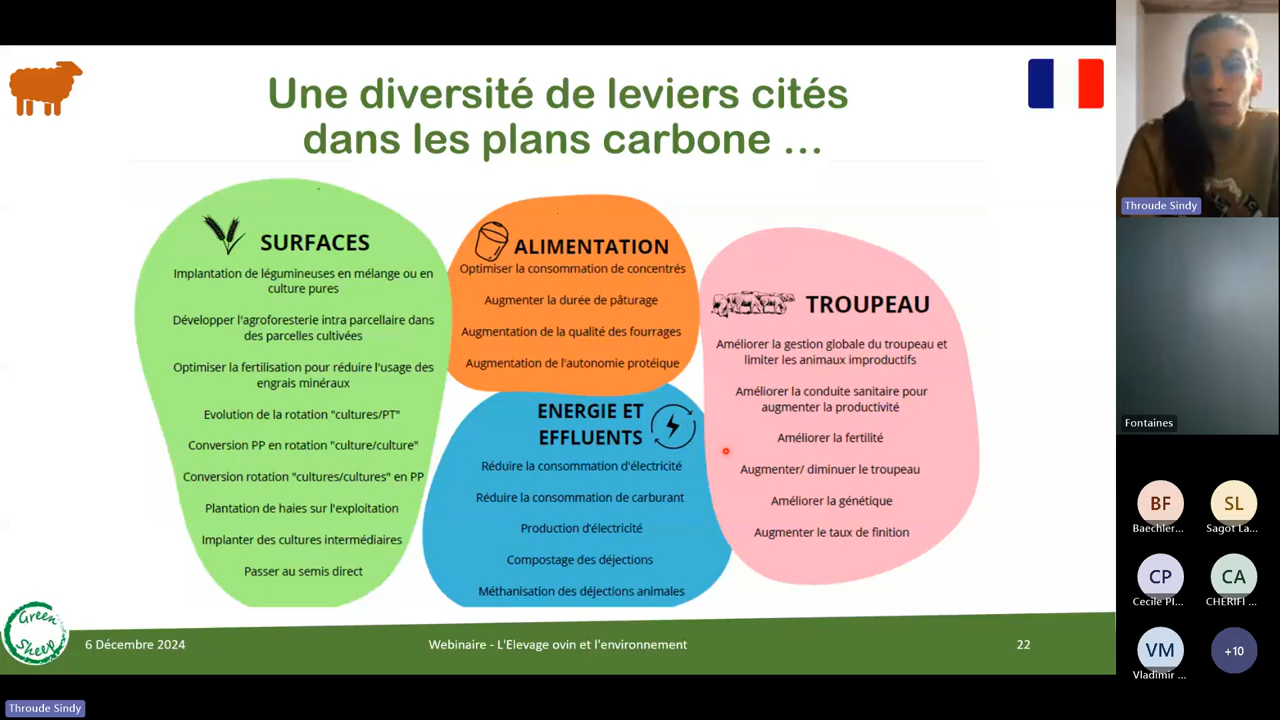 Une diversité de leviers cités
dans les plans carbone ...
SURFACES
Implantation de légumineuses en mélange ou en
culture pures
Développer l'agroforesterie intra parcellaire dans
des parcelles cultivées
Optimiser la fertilisation pour réduire l'usage des
engrais minéraux
Evolution de la rotation "cultures/PT"
Conversion PP en rotation "culture/culture"
Conversion rotation "cultures/cultures" en PP
Plantation de haies sur l'exploitation
Implanter des cultures intermédiaires
Passer au semis direct
ALIMENTATION
Optimiser la consommation de concentrés
Augmenter la durée de pâturage
Augmentation de la qualité des fourrages
Augmentation de l'autonomie protéique
ENERGIE ET
EFFLUENTS
Réduire la consommation d'électricité
Réduire la consommation de carburant
Production d'électricité
Compostage des déjections
Méthanisation des déjections animales
TROUPEAU
Améliorer la gestion globale du troupeau et
limiter les animaux improductifs
Améliorer la conduite sanitaire pour
augmenter la productivité
Améliorer la fertilité
Augmenter/ diminuer le troupeau
Améliorer la génétique
Augmenter le taux de finition
Green
Sheep
6 Décembre 2024
Webinaire - L'Elevage ovin et l'environnement
22
Throude Sindy
Throude Sindy
Fontaines
BF
SL
Baechler...
Sagot La...
CP
CA
Cecile Pl...
CHERIFI ...
VM
+10
Vladimir ...